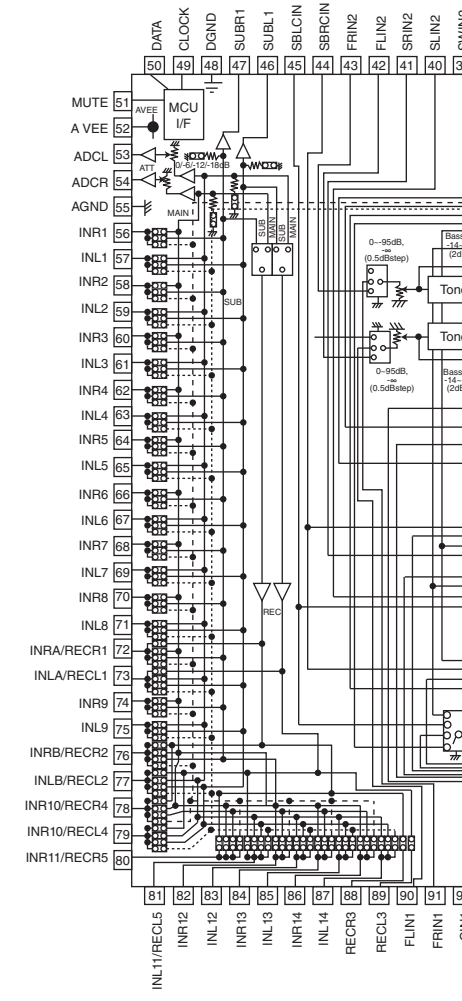 DATA
CLOCK
DGND
SUBR1
SUBL1
SBLCIN
SBRCIN
FRIN2
FLIN2
SRIN2
SLIN2
50 49 48 47 46 45 44 43 42 41 40
MUTE 51
A VEE 52
ADCL 53
ADCR 54
AGND 55
INR1 56
INL1 57
INR2 58
INL2 59
INR3 60
INL3 61
INR4 62
INL4 63
INR5 64
INL5 65
INR6 66
INL6 67
INR7 68
INL7 69
INR8 70
INL8 71
INRA/RECR1 72
INLA/RECL1 73
INR9 74
INL9 75
INRB/RECR2 76
INLB/RECL2 77
INR10/RECR4 78
INR10/RECL4 79
INR11/RECR5 80
AVEE
MCU
I/F
ATT
0/-6/-12/-18dB
MAIN
SUB
SUB
MAIN
SUB
MAIN
REC
0~-95dB,
-∞
(0.5dBstep)
Bass
-14~
(2d
Tone
Tone
0~95dB,
-∞
(0.5dBstep)
Bass
-14~
(2dB
81 82 83 84 85 86 87 88 89 90 91
INL11/RECL5
INR12
INL12
INR13
INL13
INR14
INL14
RECR3
RECL3
FLIN1
FRIN1